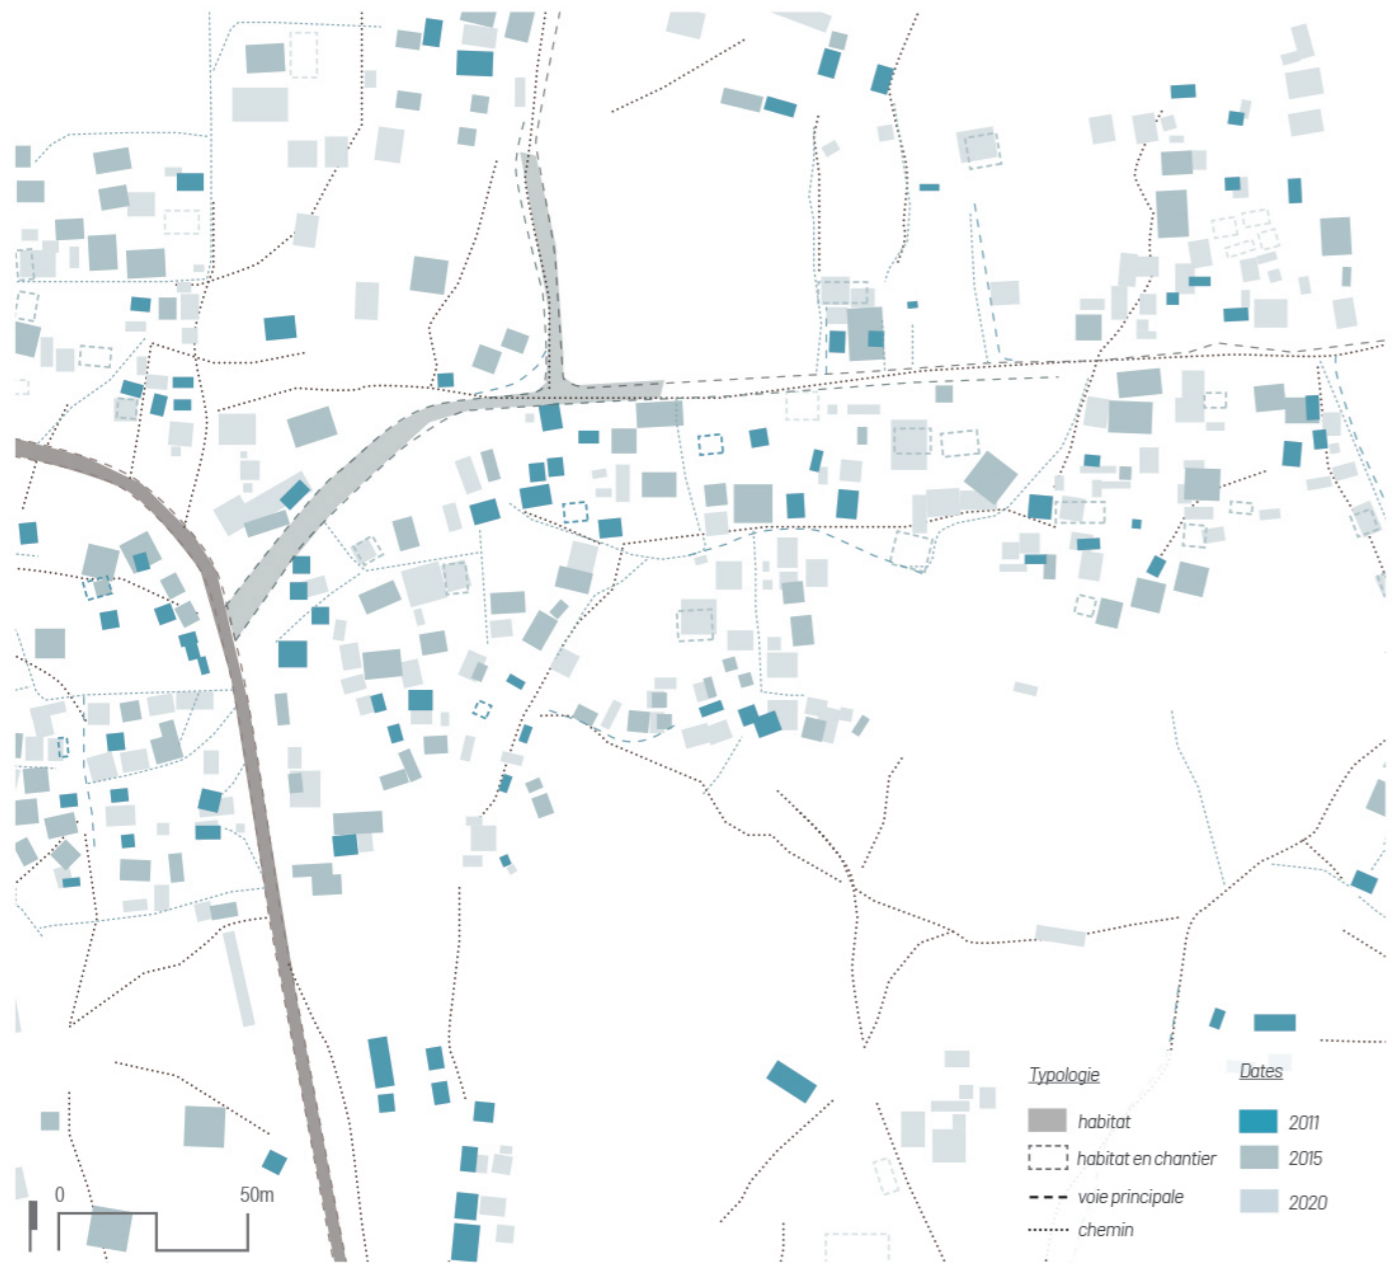 Typologie
habitat
habitat en chantier
voie principale
chemin
Dates
2011
2015
2020
0 50m